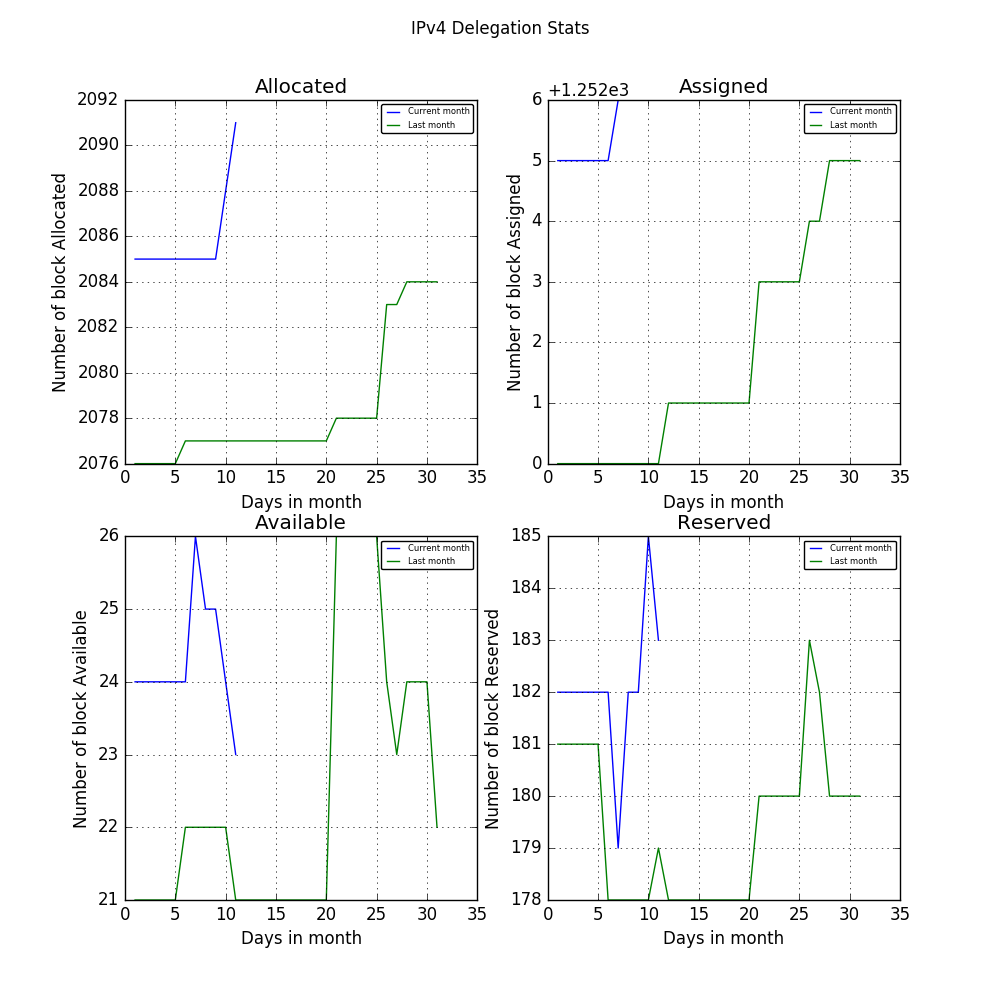 IPv4 Delegation Stats
Allocated
Number of block Allocated
2092
2090
2088
2086
2084
2082
2080
2078
2076
0 5 10 15 20 25 30 35
Days in month
Current month
Last month
+1.252e3
Assigned
Number of block Assigned
6
5
4
3
2
1
0
0 5 10 15 20 25 30 35
Days in month
Current month
Last month
Available
Number of block Available
26
25
24
23
22
21
0 5 10 15 20 25 30 35
Days in month
Current month
Last month
Reserved
Number of block Reserved
185
184
183
182
181
180
179
178
0 5 10 15 20 25 30 35
Days in month
Current month
Last month